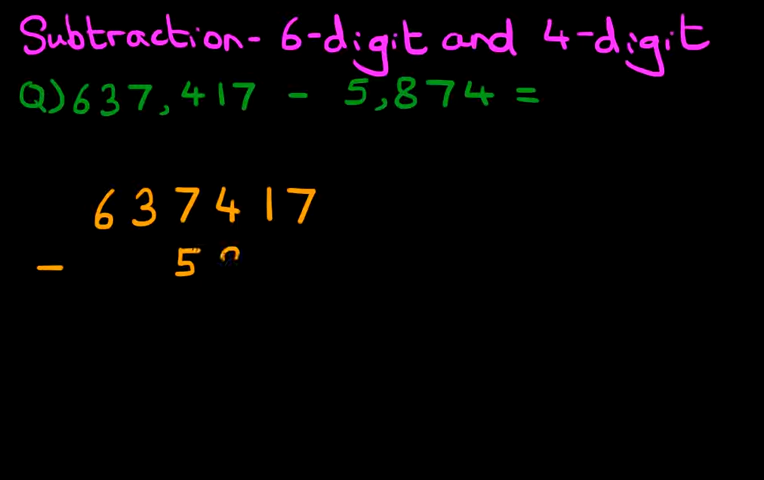 Subtraction- 6-digit and 4-digit
Q) 637,417 - 5,874 =
637417
- 5